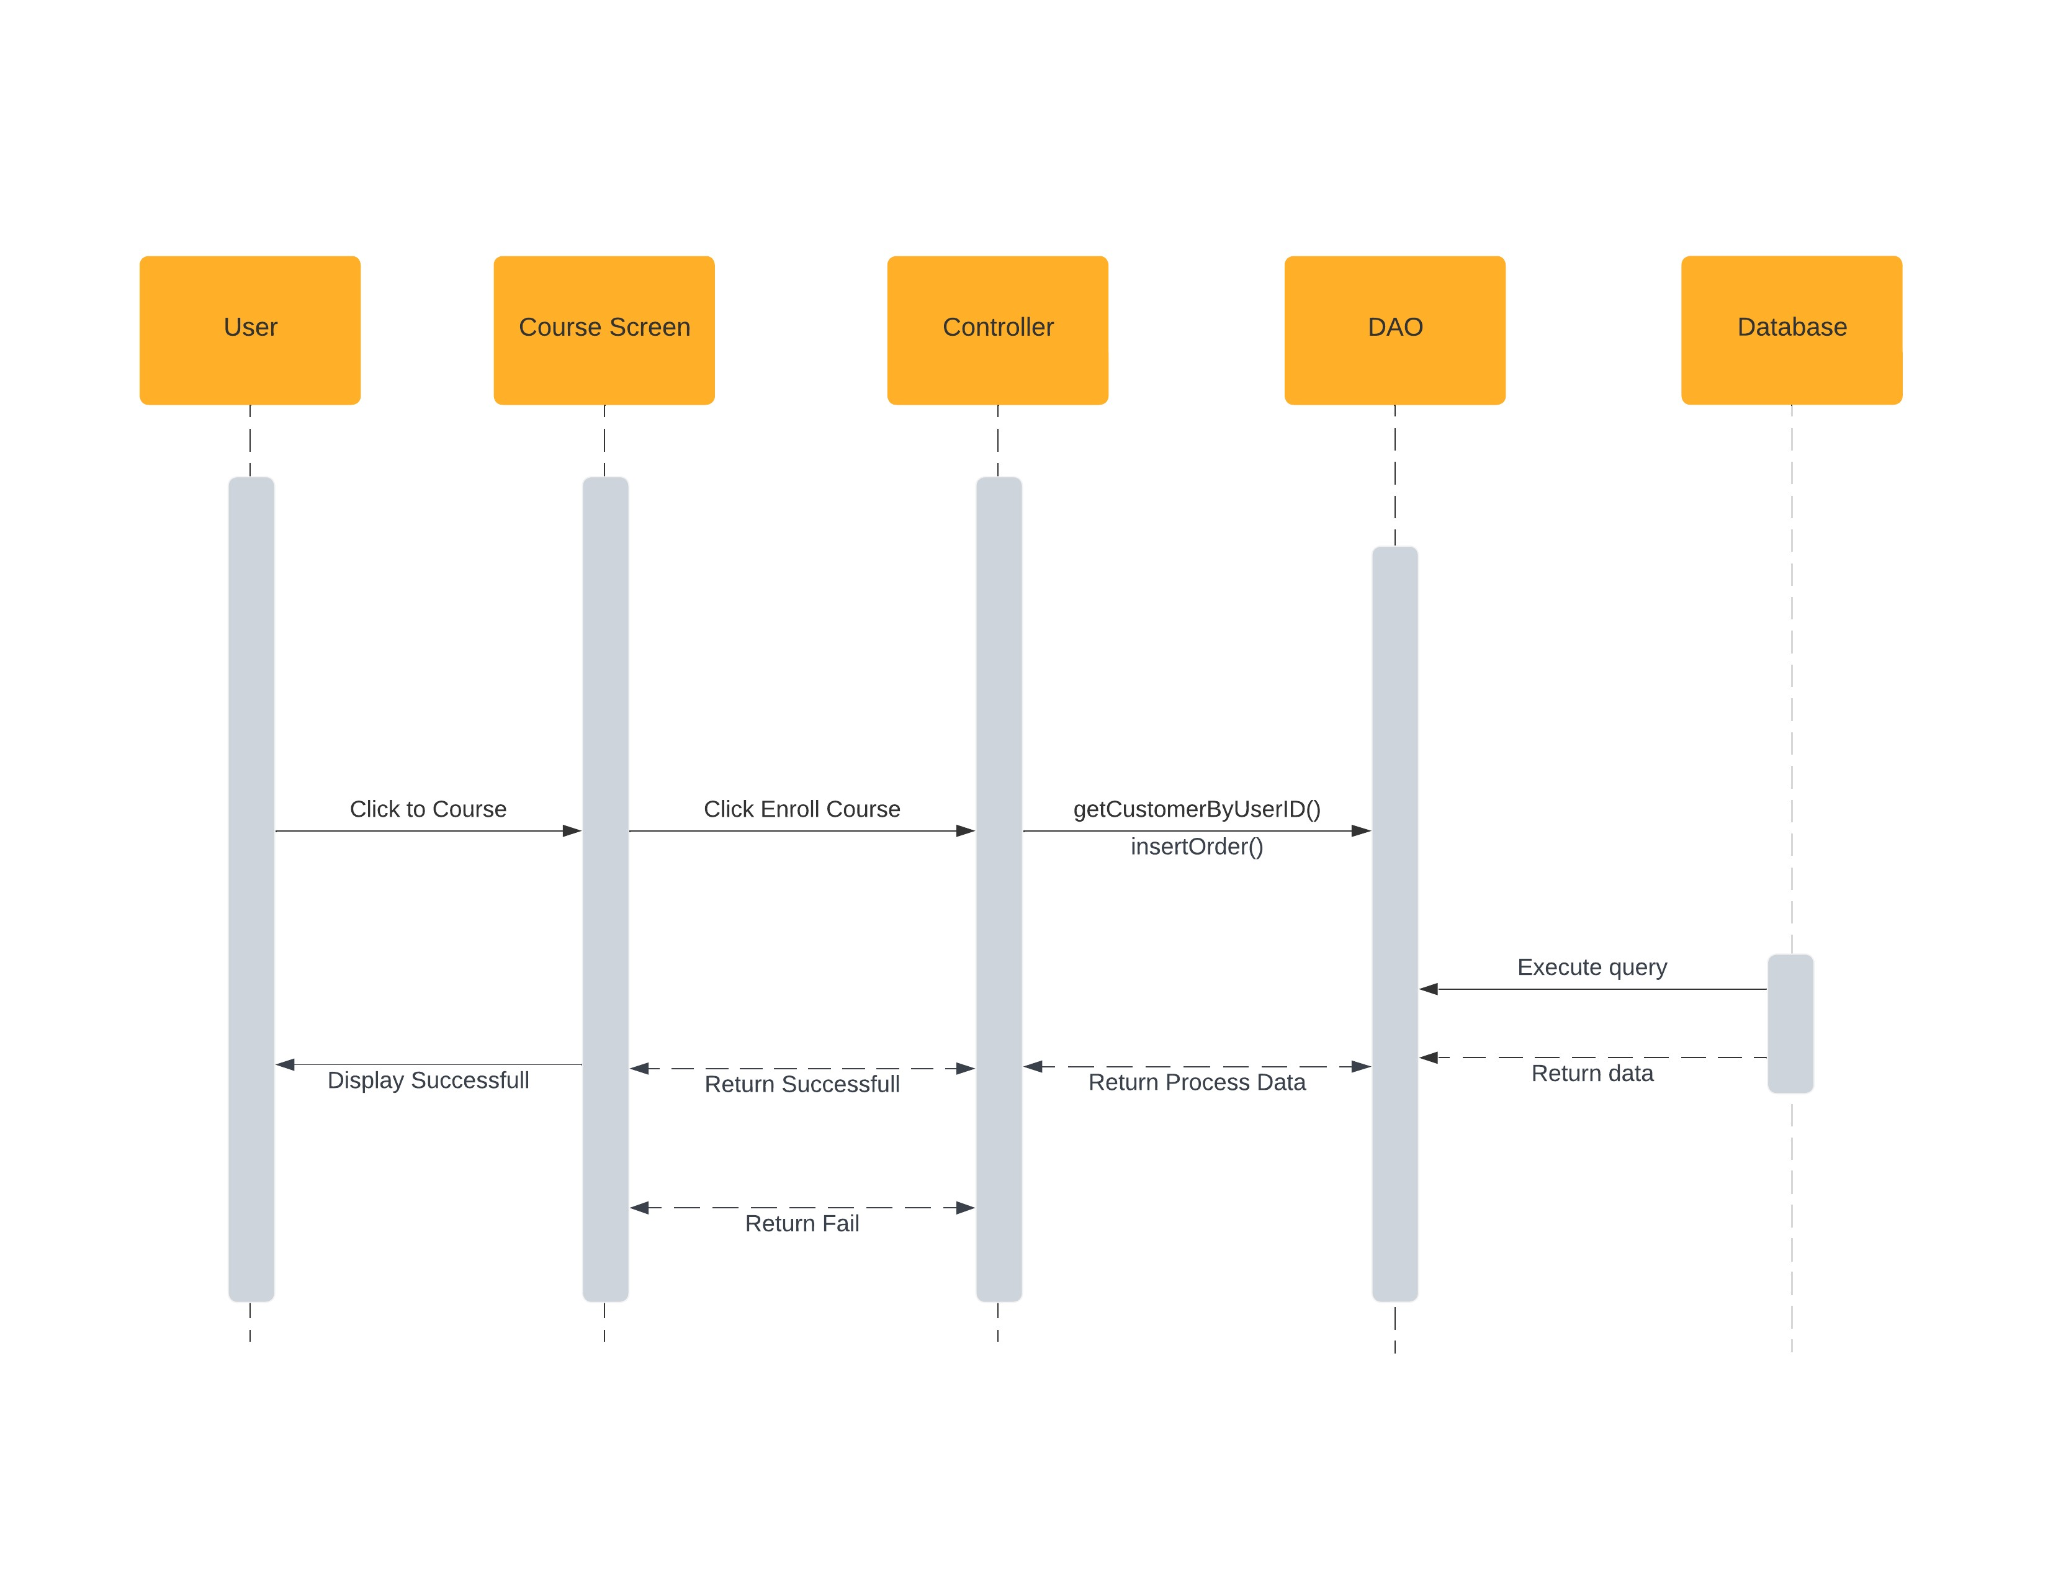 User
Course Screen
Controller
DAO
Database
Click to Course
Click Enroll Course
getCustomerByUserID()
insertOrder()
Execute query
Display Successfull
Return Successfull
Return Process Data
Return data
Return Fail